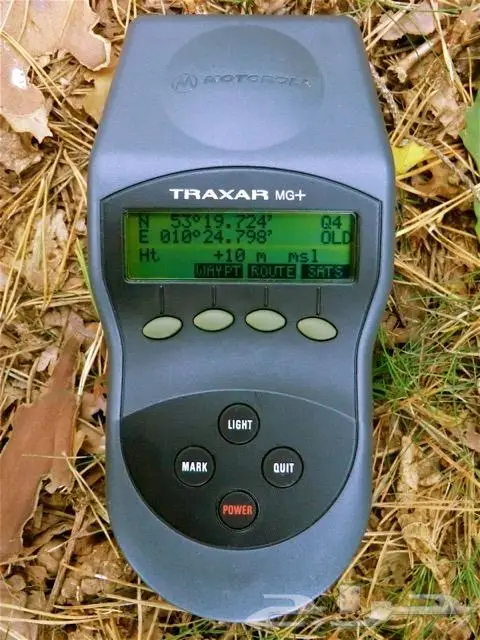 MOTOROLA
TRAXAR MG+
N 53°19.724' Q4
E 010°24.798' OLD
Ht +10 m msl
WAYPT ROUTE SATS
LIGHT
MARK QUIT
POWER
حراج